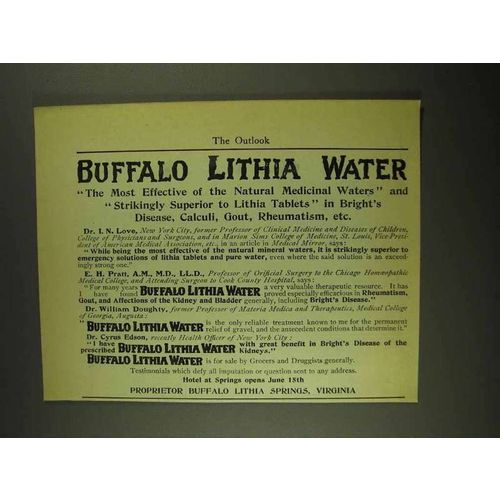 The Outlook
BUFFALO LITHIA WATER
"The Most Effective of the Natural Medicinal Waters" and
"Strikingly Superior to Lithia Tablets" in Bright's
Disease, Calculi, Gout, Rheumatism, etc.
Dr. I. N. Love, New York City, former Professor of Clinical Medicine and Diseases of Children,
College of Physicians and Surgeons, and in Marion Sims College of Medicine, St. Louis, Vice-Presi-
dent of American Medical Association, etc., in an article in Medical Mirror, says:
"While being the most effective of the natural mineral waters, it is strikingly superior to
emergency solutions of lithia tablets and pure water, even where the said solution is an exceed-
ingly strong one."
E. H. Pratt, A.M., M.D., LL.D., Professor of Orificial Surgery to the Chicago Homœopathic
Medical College, and Attending Surgeon to Cook County Hospital, says:
"For many years I have found BUFFALO LITHIA WATER a very valuable therapeutic resource. It has
proved especially efficacious in Rheumatism,
Gout, and Affections of the Kidney and Bladder generally, including Bright's Disease."
Dr. William Doughty, former Professor of Materia Medica and Therapeutics, Medical College
of Georgia, Augusta:
"BUFFALO LITHIA WATER is the only reliable treatment known to me for the permanent
relief of gravel, and the antecedent conditions that determine it."
Dr. Cyrus Edson, recently Health Officer of New York City:
"I have prescribed BUFFALO LITHIA WATER with great benefit in Bright's Disease of the
Kidneys."
BUFFALO LITHIA WATER is for sale by Grocers and Druggists generally.
Testimonials which defy all imputation or question sent to any address.
Hotel at Springs opens June 15th
PROPRIETOR BUFFALO LITHIA SPRINGS, VIRGINIA